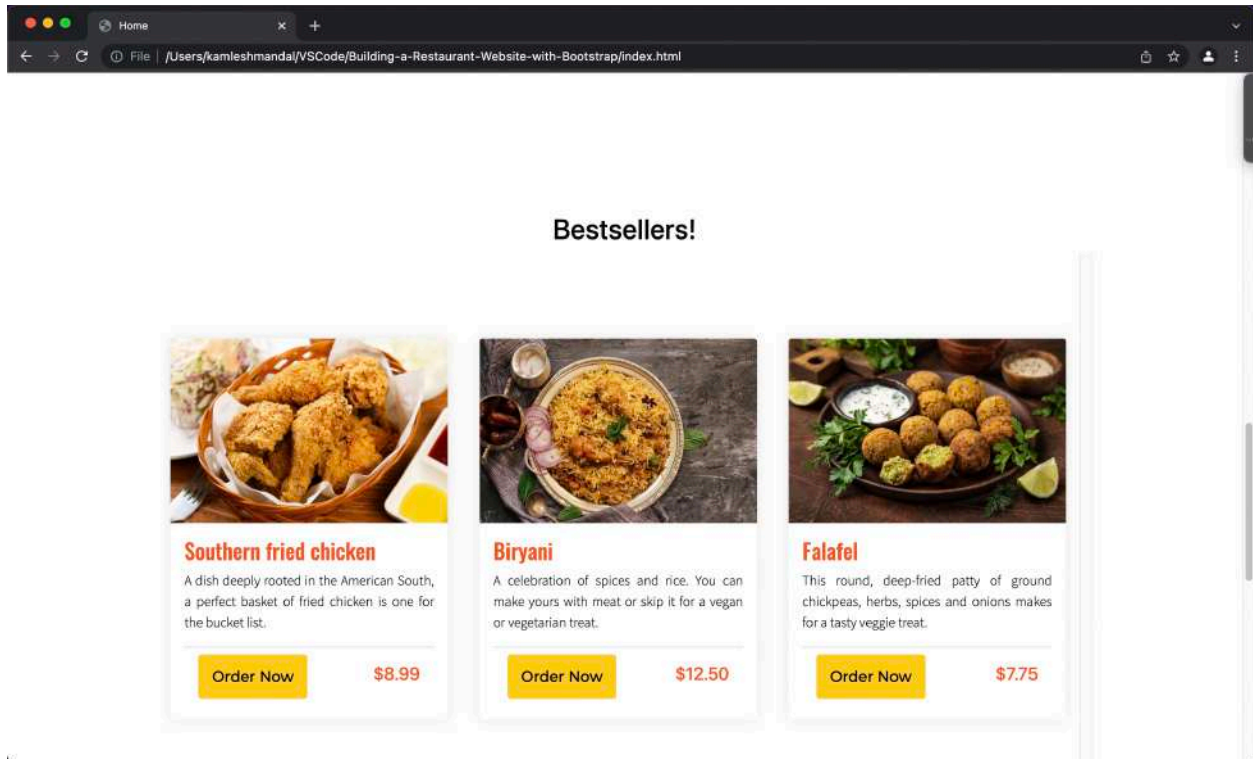 Home
File
/Users/kamleshmandal/VSCode/Building-a-Restaurant-Website-with-Bootstrap/index.html
Bestsellers!
Southern fried chicken
A dish deeply rooted in the American South,
a perfect basket of fried chicken is one for
the bucket list.
Order Now
$8.99
Biryani
A celebration of spices and rice. You can
make yours with meat or skip it for a vegan
or vegetarian treat.
Order Now
$12.50
Falafel
This round, deep-fried patty of ground
chickpeas, herbs, spices and onions makes
for a tasty veggie treat.
Order Now
$7.75